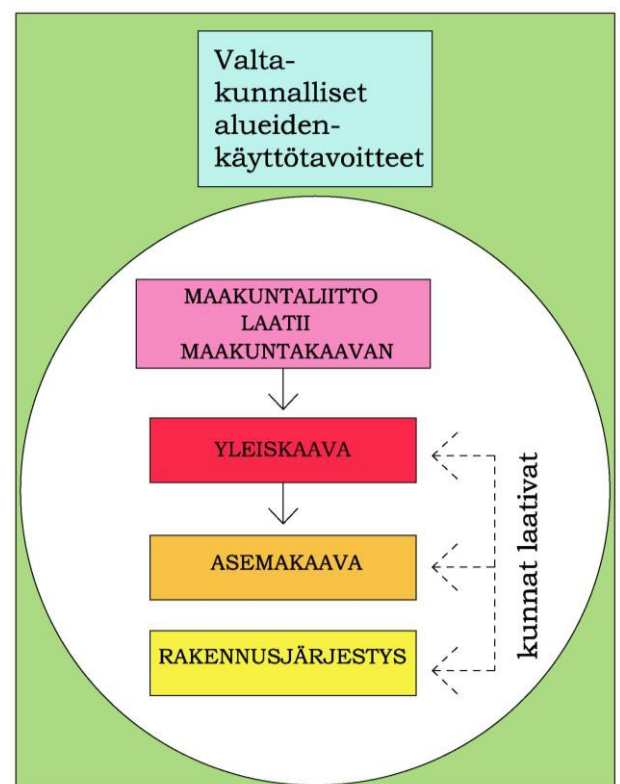 Valta-
kunnalliset
alueiden-
käyttötavoitteet
MAAKUNTALIITTO
LAATII
MAAKUNTAKAAVAN
YLEISKAAVA
ASEMAKAAVA
RAKENNUSJÄRJESTYS
kunnat laativat